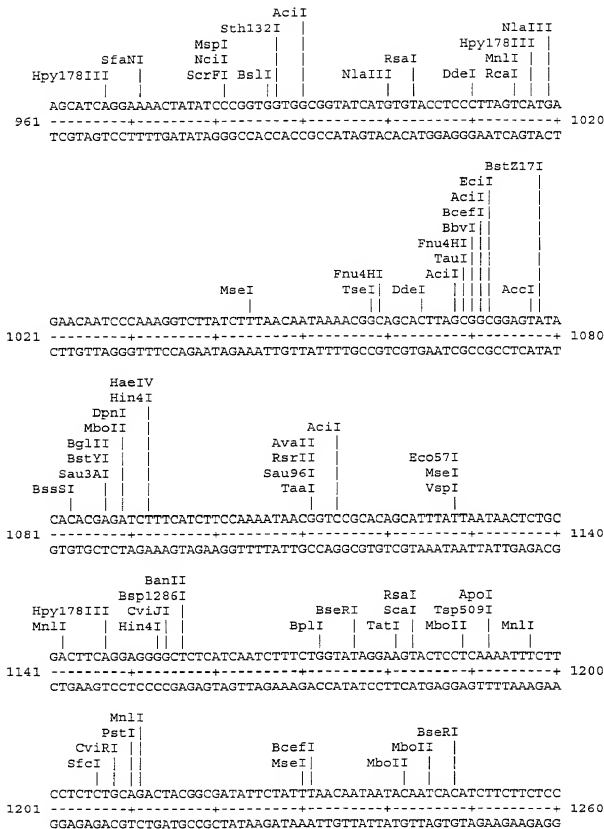 AciI
Sth132I
NlaIII
MspI
Hpy178III
SfaNI
NciI
RsaI
MnlI
Hpy178III
ScrFI
BslI
NlaIII
DdeI
RcaI
AGCATCAGGAAAACTATATCCCGGTGGTGGCGGTATCATGTGTACCTCCCTTAGTCATGA
961 ---------+---------+---------+---------+---------+---------+ 1020
TCGTAGTCCTTTTGATATAGGGCCACCACCGCCATAGTACACATGGAGGGAATCAGTACT
BstZ17I
EciI
AciI
BcefI
BbvI
Fnu4HI
TauI
Fnu4HI
AciI
MseI
TseI
DdeI
AccI
GAACAATCCCAAAGGTCTTATCTTTAACAATAAAACGGCAGCACTTAGCGGCGGAGTATA
1021 ---------+---------+---------+---------+---------+---------+ 1080
CTTGTTAGGGTTTCCAGAATAGAAATTGTTATTTTGCCGTCGTGAATCGCCGCCTCATAT
HaeIV
Hin4I
DpnI
MboII
AciI
BglII
AvaII
BstYI
RsrII
Sau3AI
Sau96I
Eco57I
MseI
BssSI
TaaI
VspI
CACACGAGATCTTTCATCTTCCAAAATAACGGTCCGCACAGCATTTATTAATAACTCTGC
1081 ---------+---------+---------+---------+---------+---------+ 1140
GTGTGCTCTAGAAAGTAGAAGGTTTTATTGCCAGGCGTGTCGTAAATAATTATTGAGACG
BanII
Bsp1286I
RsaI
ApoI
Hpy178III
CviJI
BseRI
ScaI
Tsp509I
MnlI
Hin4I
BplI
TatI
MboII
MnlI
GACTTCAGGAGGGGCTCTCATCAATCTTTCTGGTATAGGAAGTACTCCTCAAAATTTCTT
1141 ---------+---------+---------+---------+---------+---------+ 1200
CTGAAGTCCTCCCCGAGAGTAGTTAGAAAGACCATATCCTTCATGAGGAGTTTTAAAGAA
MnlI
PstI
BseRI
CviRI
BcefI
MboII
SfcI
MseI
MboII
CCTCTCTGCAGACTACGGCGATATTCTATTTAACAATAATACAATCACATCTTCTTCTCC
1201 ---------+---------+---------+---------+---------+---------+ 1260
GGAGAGACGTCTGATGCCGCTATAAGATAAATTGTTATTATGTTAGTGTAGAAGAAGAGG